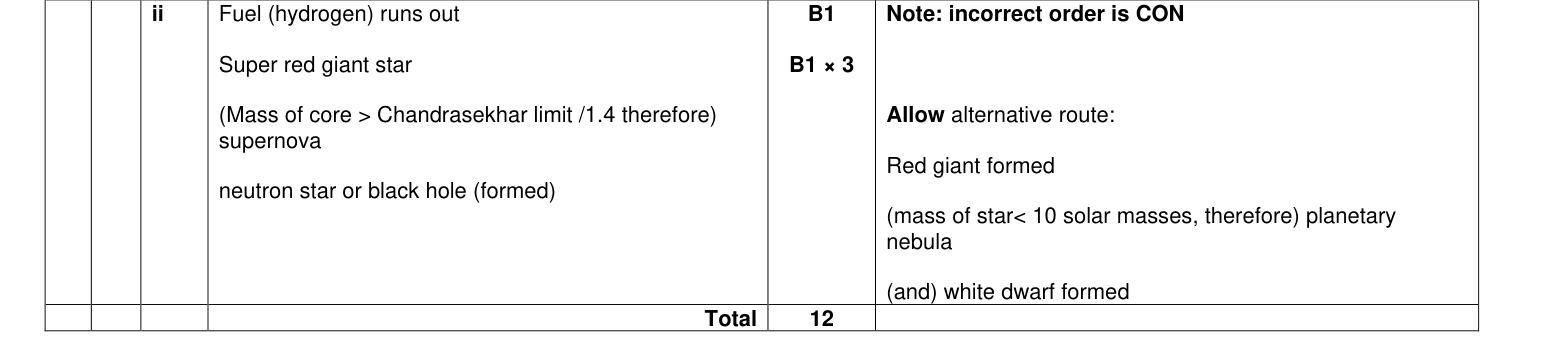 ii
Fuel (hydrogen) runs out
B1
Note: incorrect order is CON
Super red giant star
B1 × 3
(Mass of core > Chandrasekhar limit /1.4 therefore)
supernova
Allow alternative route:
Red giant formed
neutron star or black hole (formed)
(mass of star< 10 solar masses, therefore) planetary
nebula
(and) white dwarf formed
Total
12